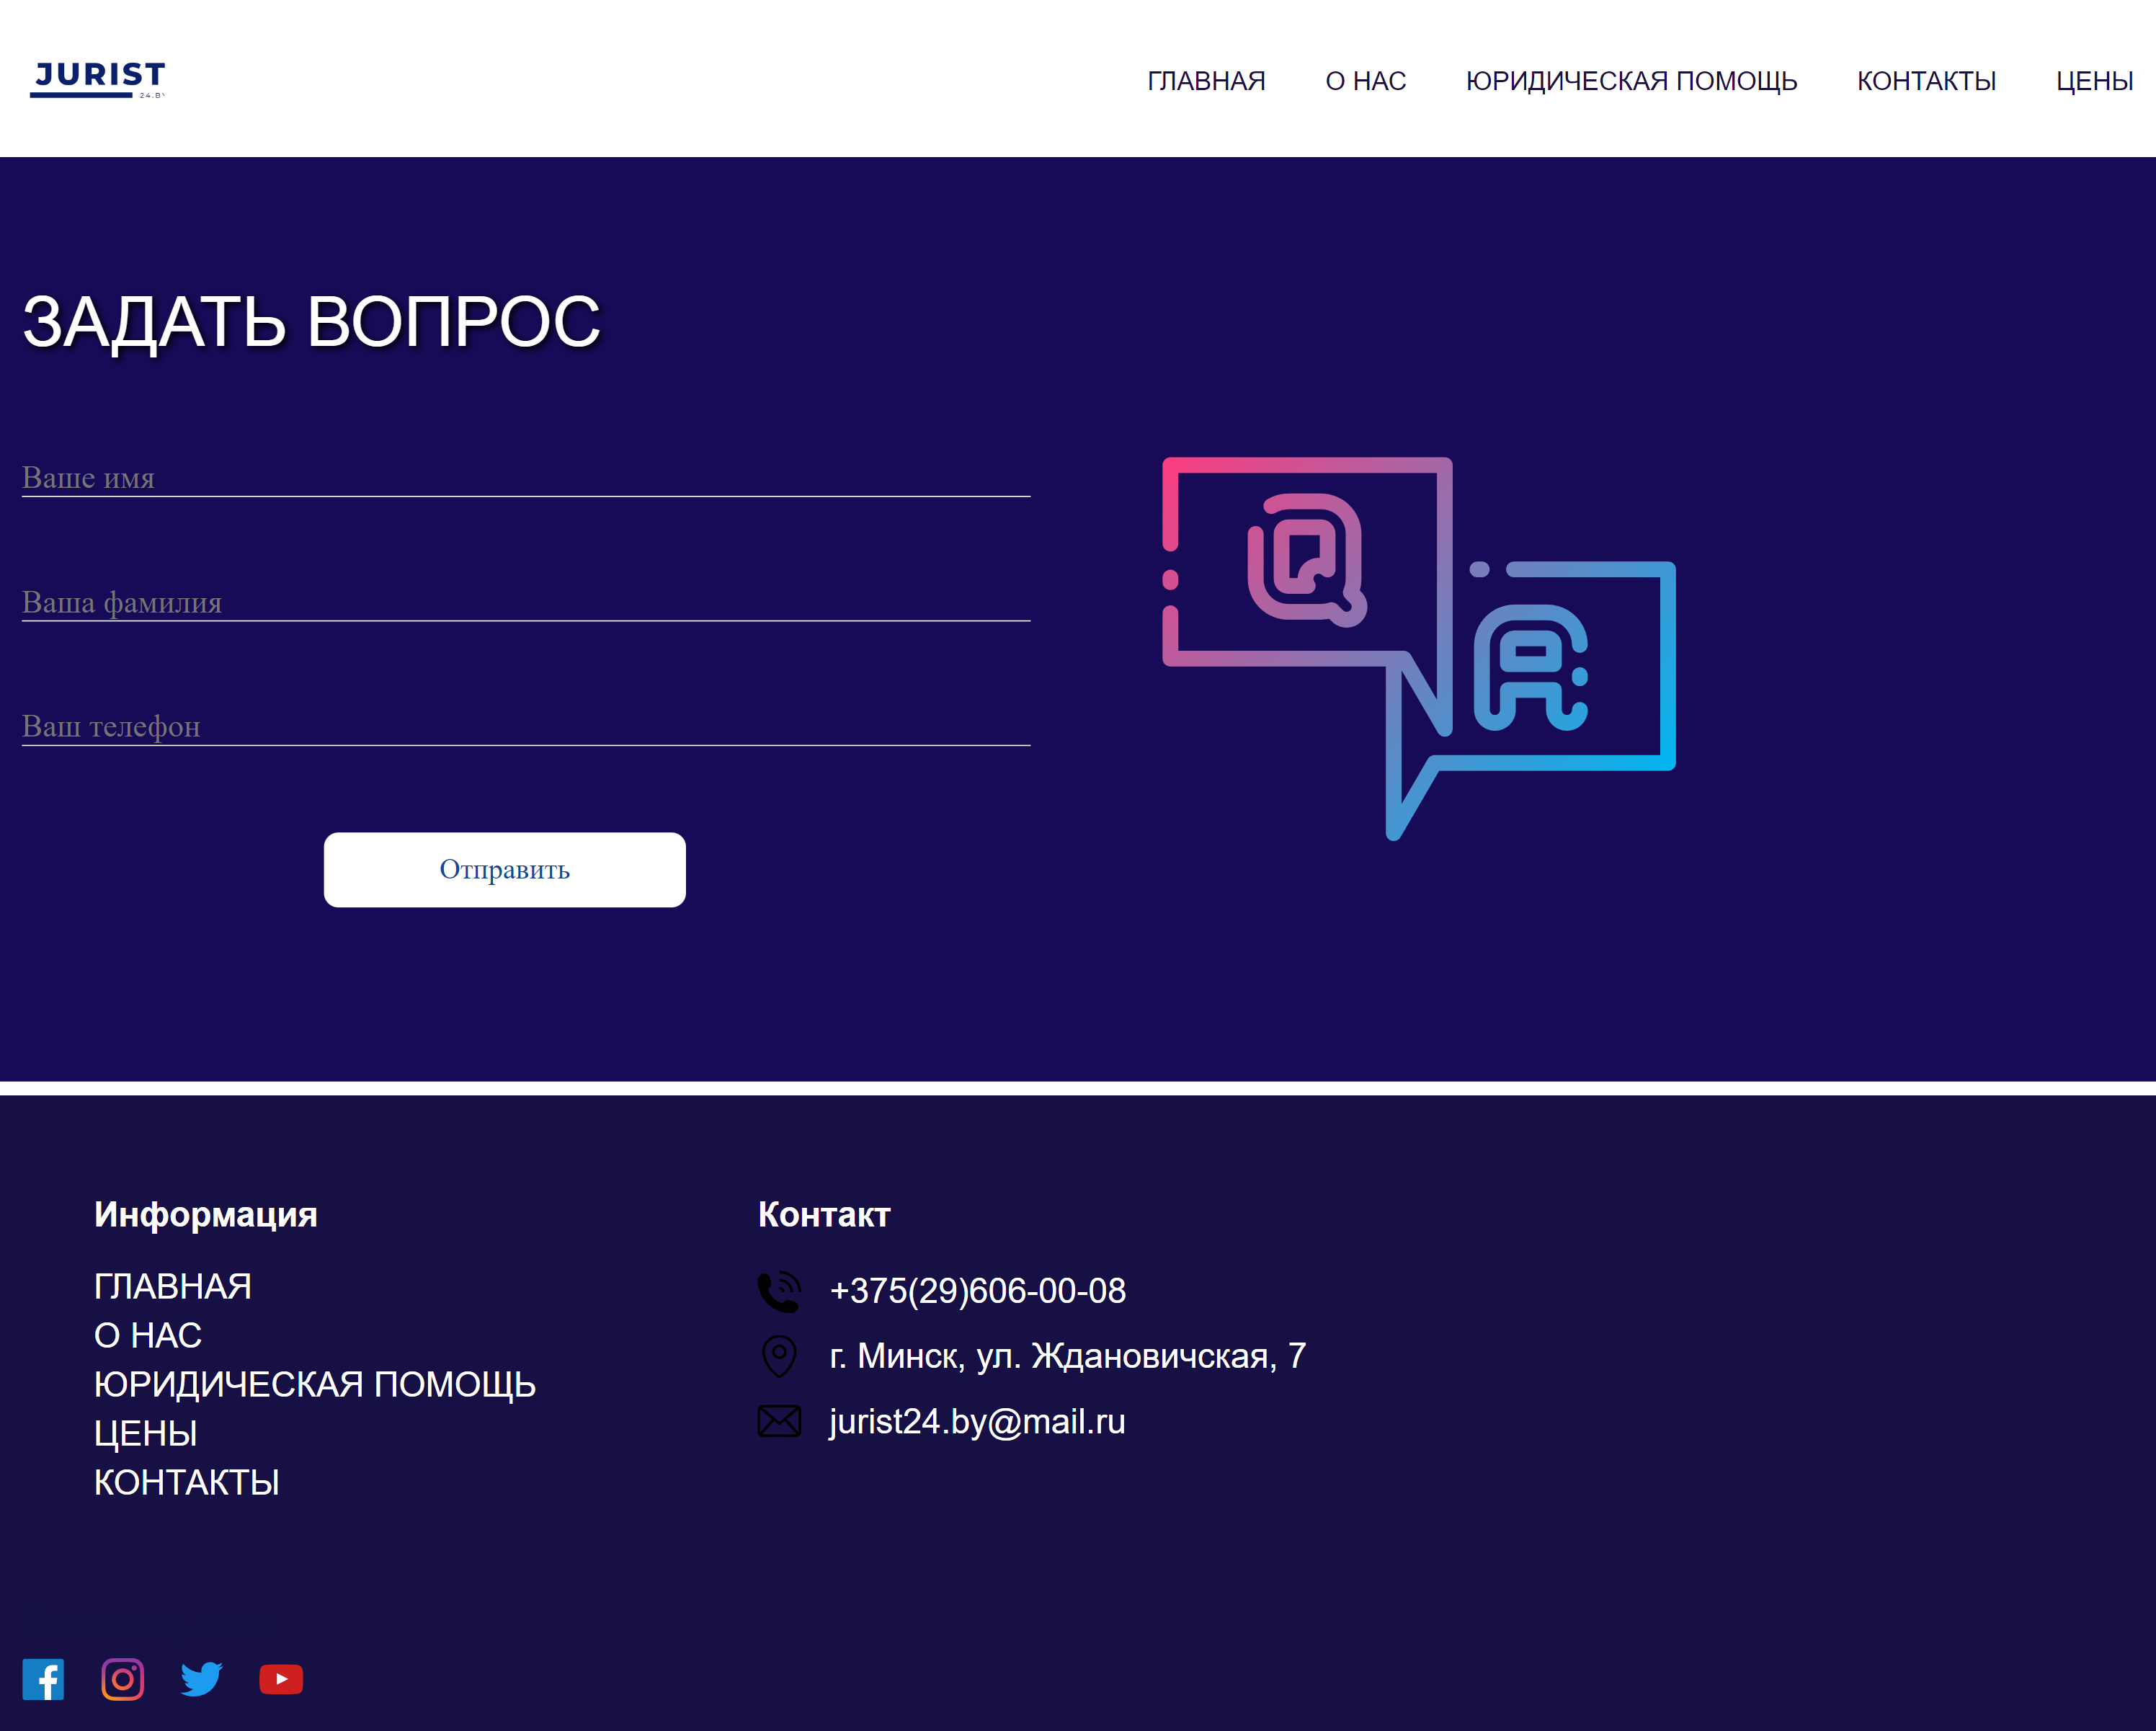 JURIST
24.BY
ГЛАВНАЯ О НАС ЮРИДИЧЕСКАЯ ПОМОЩЬ КОНТАКТЫ ЦЕНЫ
ЗАДАТЬ ВОПРОС
Ваше имя
Ваша фамилия
Ваш телефон
Отправить
Q
A
Информация
ГЛАВНАЯ
О НАС
ЮРИДИЧЕСКАЯ ПОМОЩЬ
ЦЕНЫ
КОНТАКТЫ
Контакт
+375(29)606-00-08
г. Минск, ул. Ждановичская, 7
jurist24.by@mail.ru